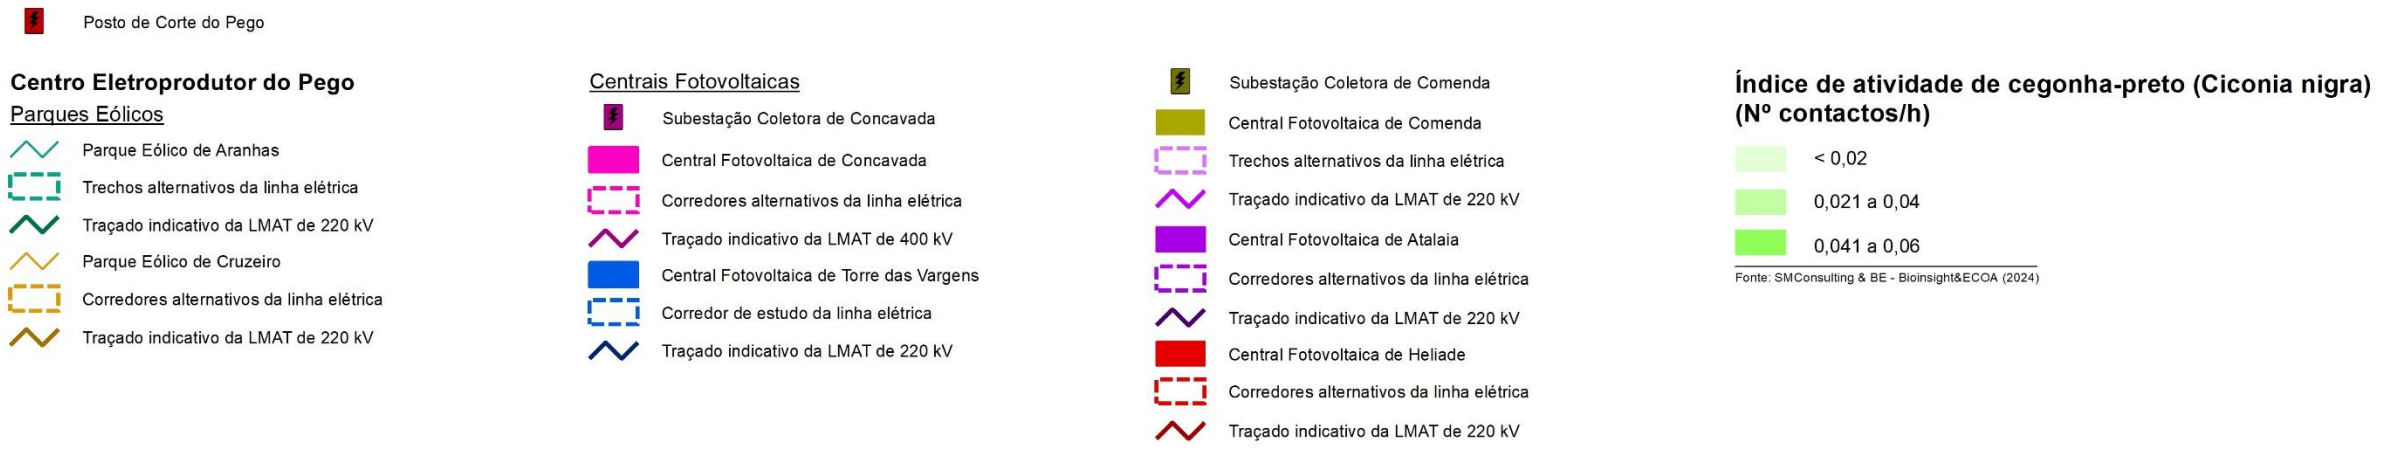 Posto de Corte do Pego
Centro Eletroprodutor do Pego
Parques Eólicos
Parque Eólico de Aranhas
Trechos alternativos da linha elétrica
Traçado indicativo da LMAT de 220 kV
Parque Eólico de Cruzeiro
Corredores alternativos da linha elétrica
Traçado indicativo da LMAT de 220 kV
Centrais Fotovoltaicas
Subestação Coletora de Concavada
Central Fotovoltaica de Concavada
Corredores alternativos da linha elétrica
Traçado indicativo da LMAT de 400 kV
Central Fotovoltaica de Torre das Vargens
Corredor de estudo da linha elétrica
Traçado indicativo da LMAT de 220 kV
Subestação Coletora de Comenda
Central Fotovoltaica de Comenda
Trechos alternativos da linha elétrica
Traçado indicativo da LMAT de 220 kV
Central Fotovoltaica de Atalaia
Corredores alternativos da linha elétrica
Traçado indicativo da LMAT de 220 kV
Central Fotovoltaica de Heliade
Corredores alternativos da linha elétrica
Traçado indicativo da LMAT de 220 kV
Índice de atividade de cegonha-preto (Ciconia nigra)
(Nº contactos/h)
< 0,02
0,021 a 0,04
0,041 a 0,06
Fonte: SMConsulting & BE - Bioinsight&ECOA (2024)